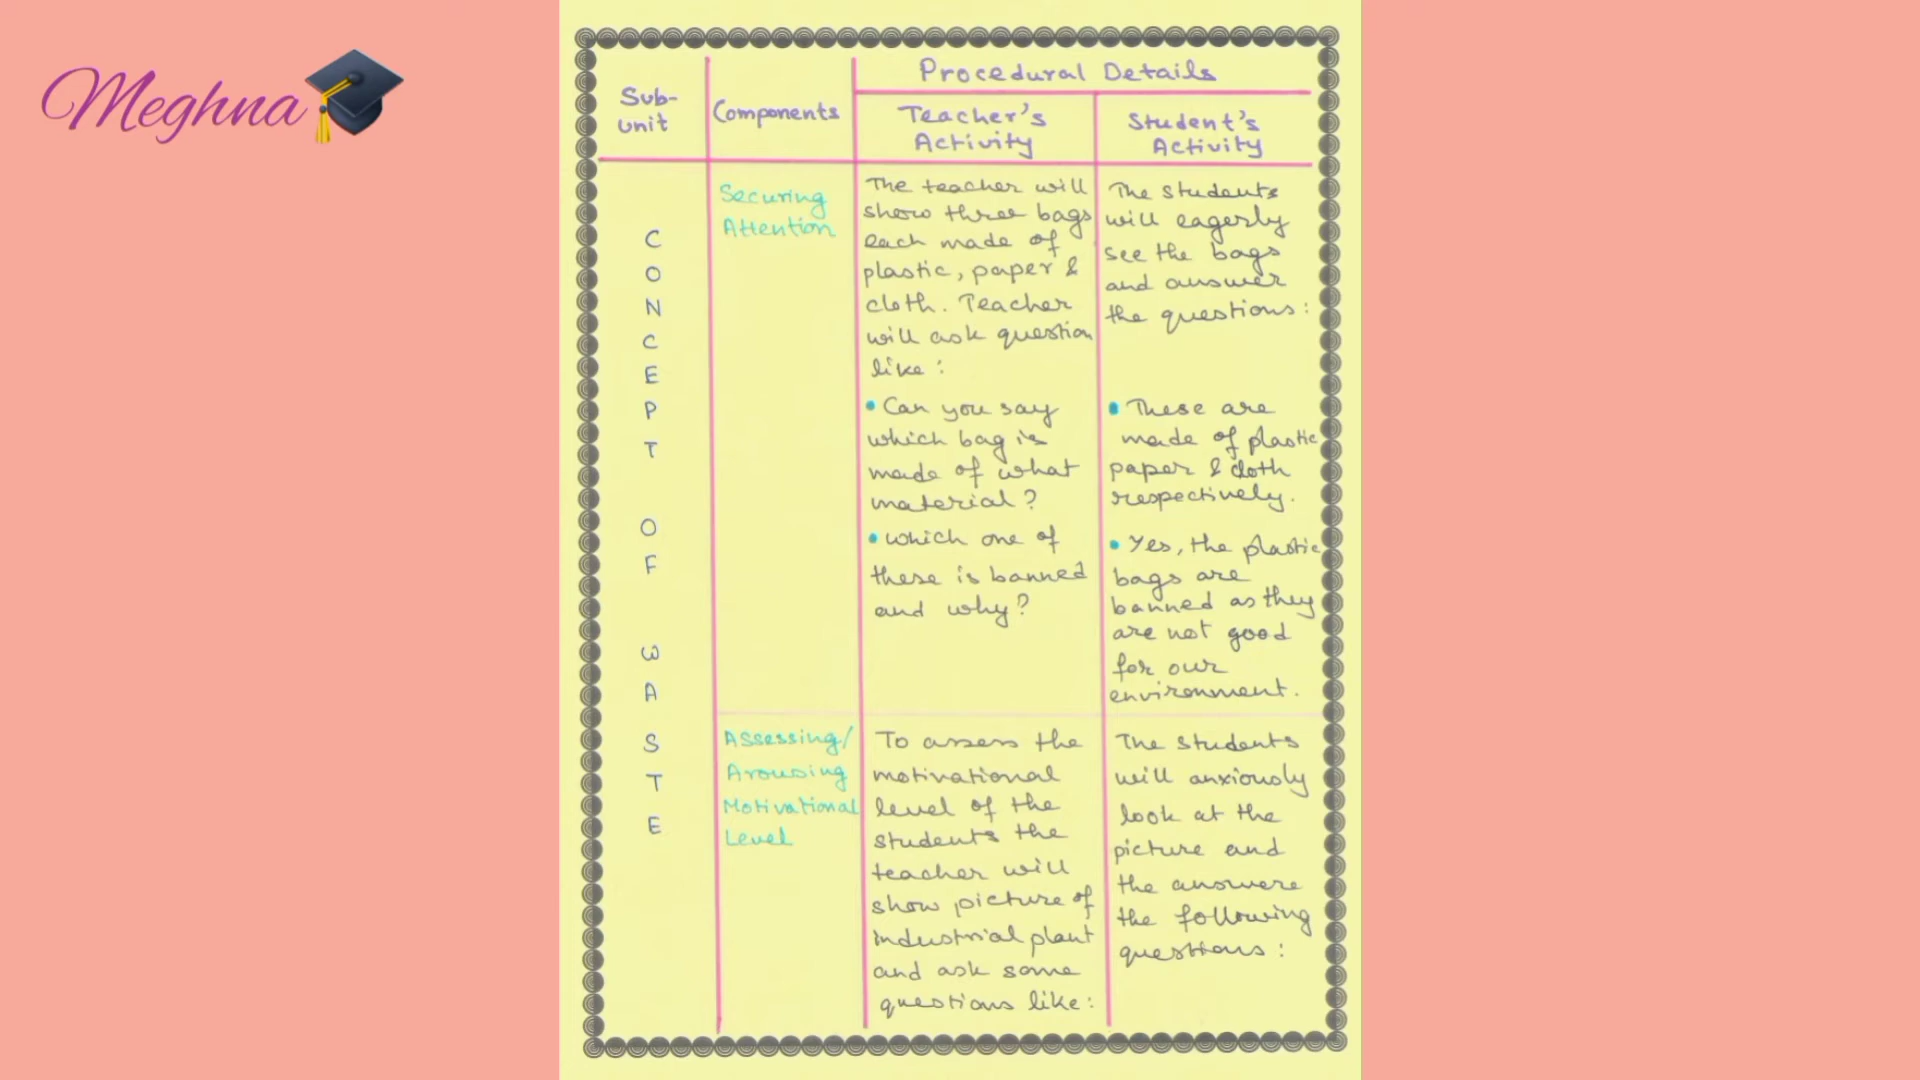 Meghna
Procedural Details
Sub-
unit
Components
Teacher's
Activity
Student's
Activity
CONCEPT
OF
WASTE
Securing
Attention
The teacher will
show three bags
each made of
plastic, paper &
cloth. Teacher
will ask question
like :
• Can you say
which bag is
made of what
material ?
• which one of
these is banned
and why?
The students
will eagerly
see the bags
and answer
the questions :
• These are
made of plastic
paper & cloth
respectively.
• Yes, the plastic
bags are
banned as they
are not good
for our
environment.
Assessing/
Arousing
Motivational
Level
To assess the
motivational
level of the
students the
teacher will
show picture of
industrial plant
and ask some
questions like :
The students
will anxiously
look at the
picture and
the answere
the following
questions :